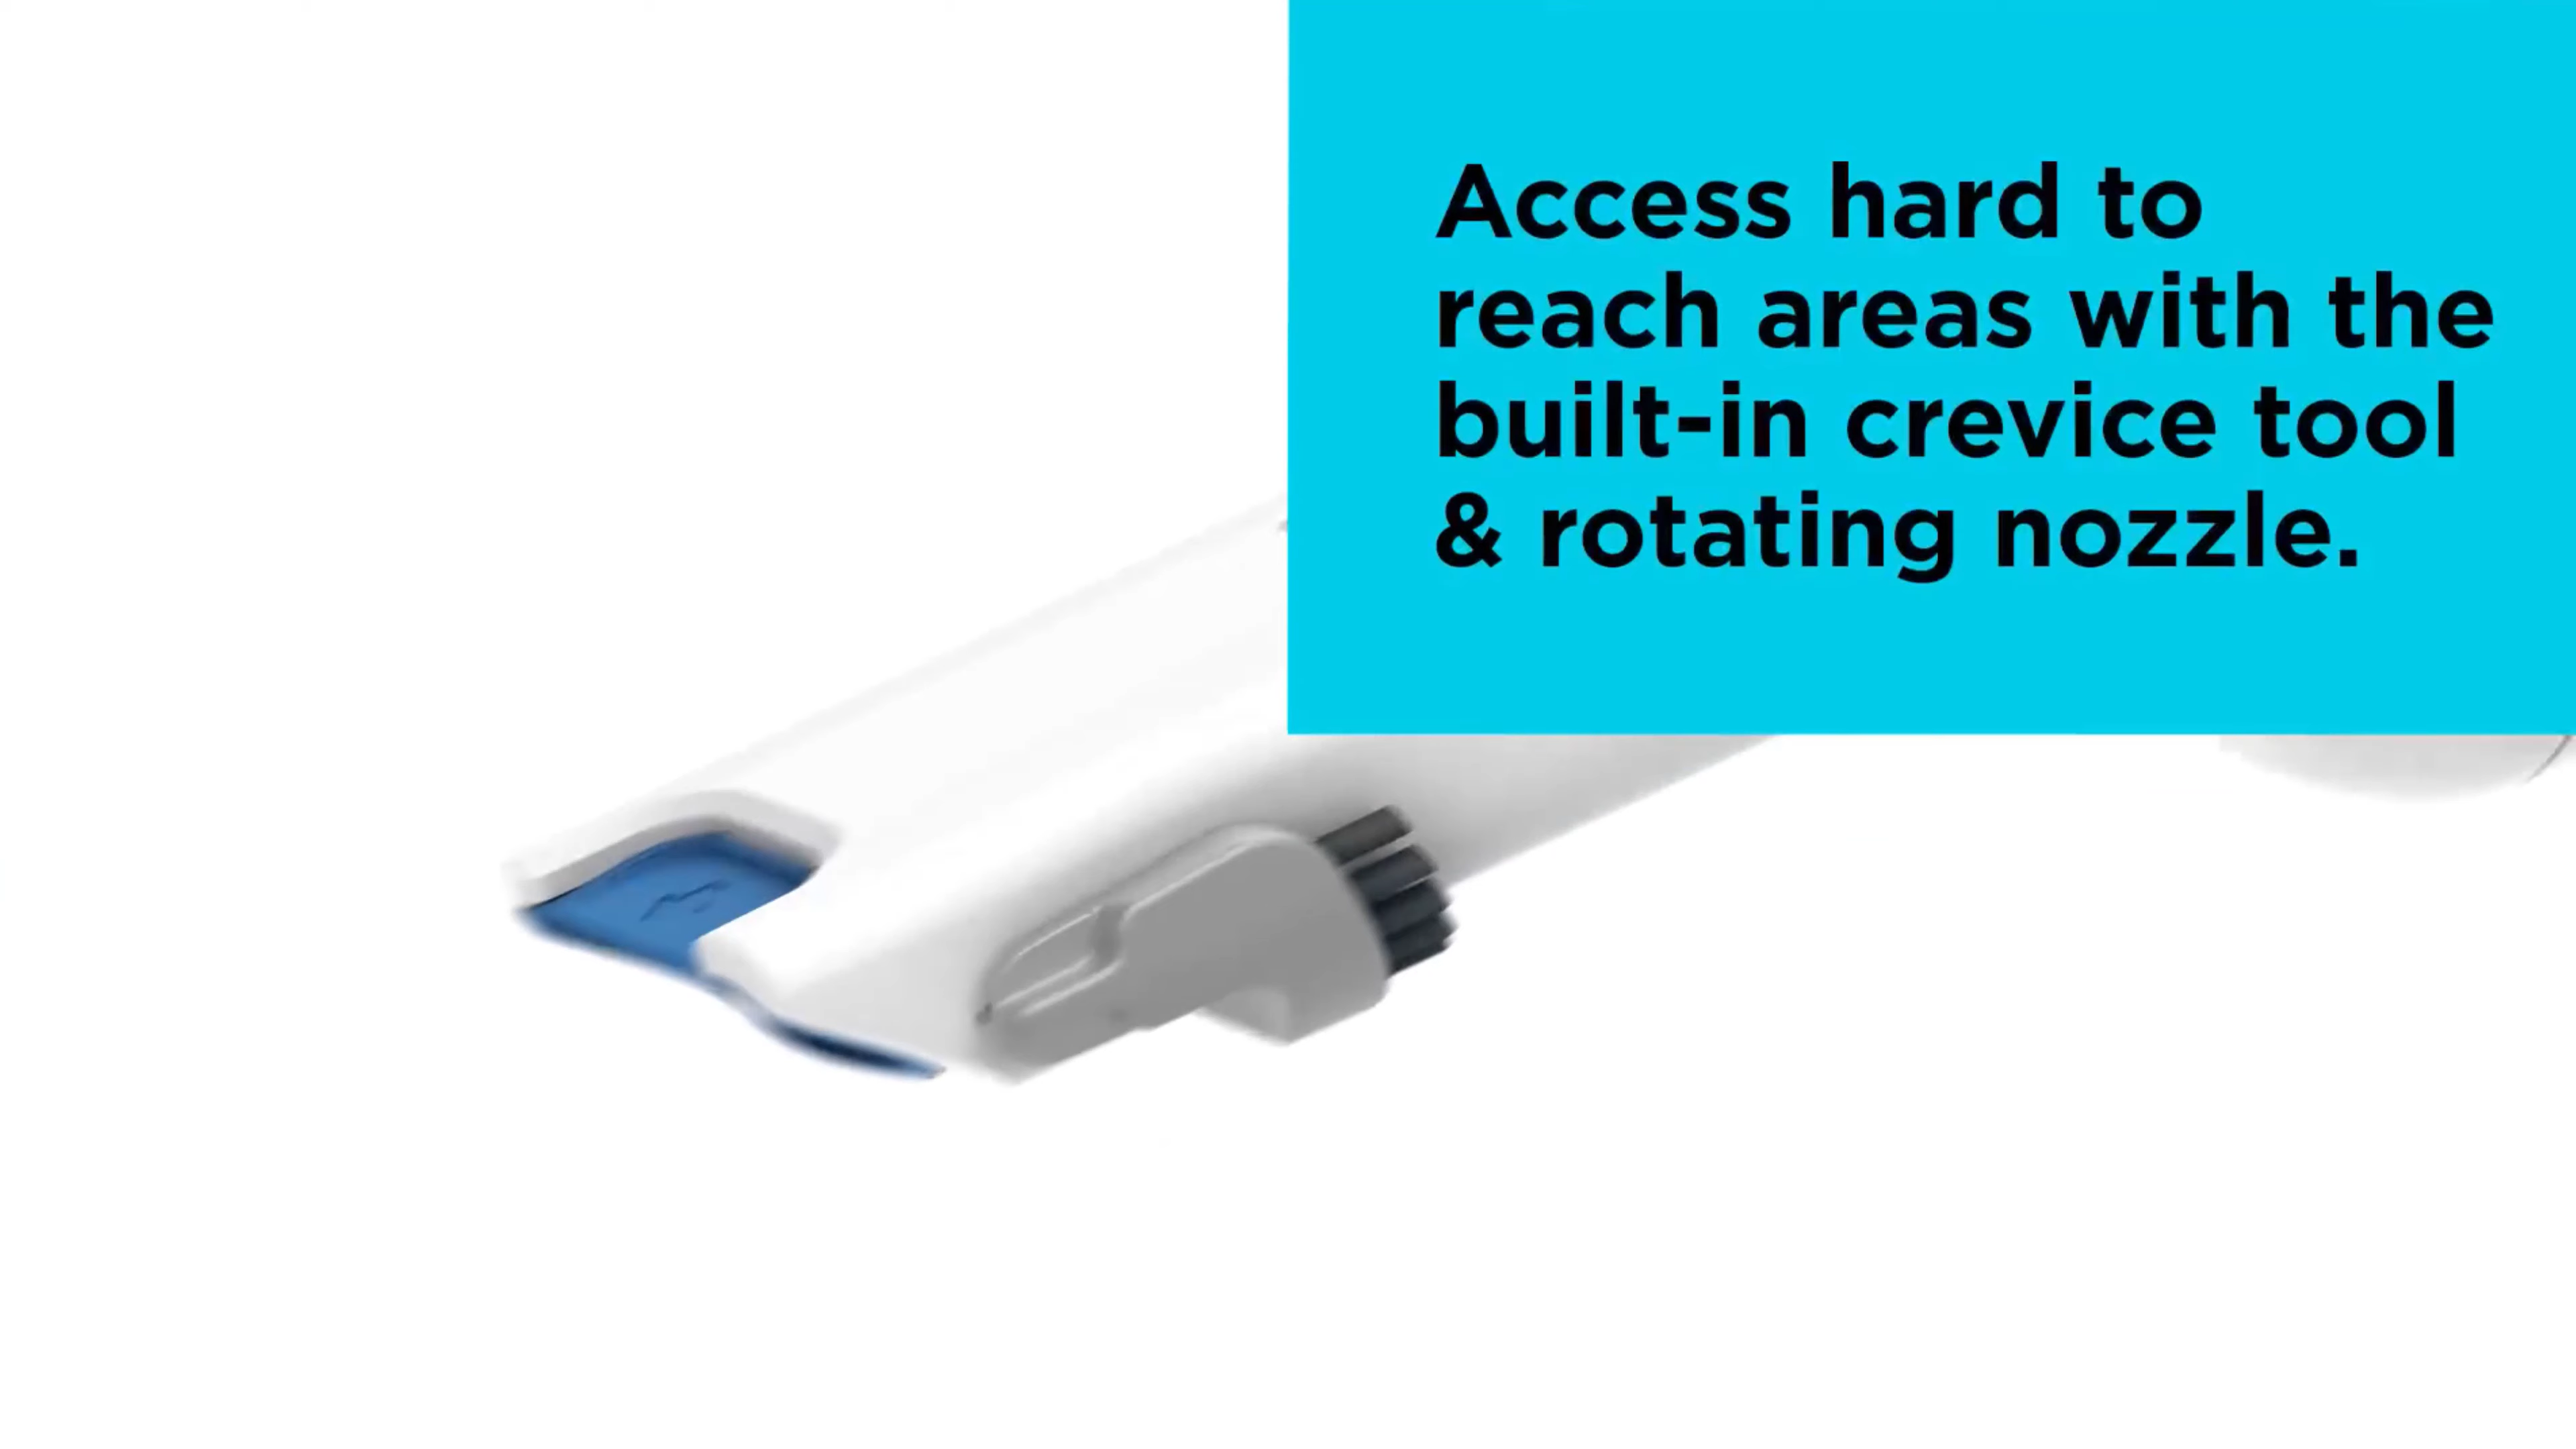 Access hard to
reach areas with the
built-in crevice tool
& rotating nozzle.